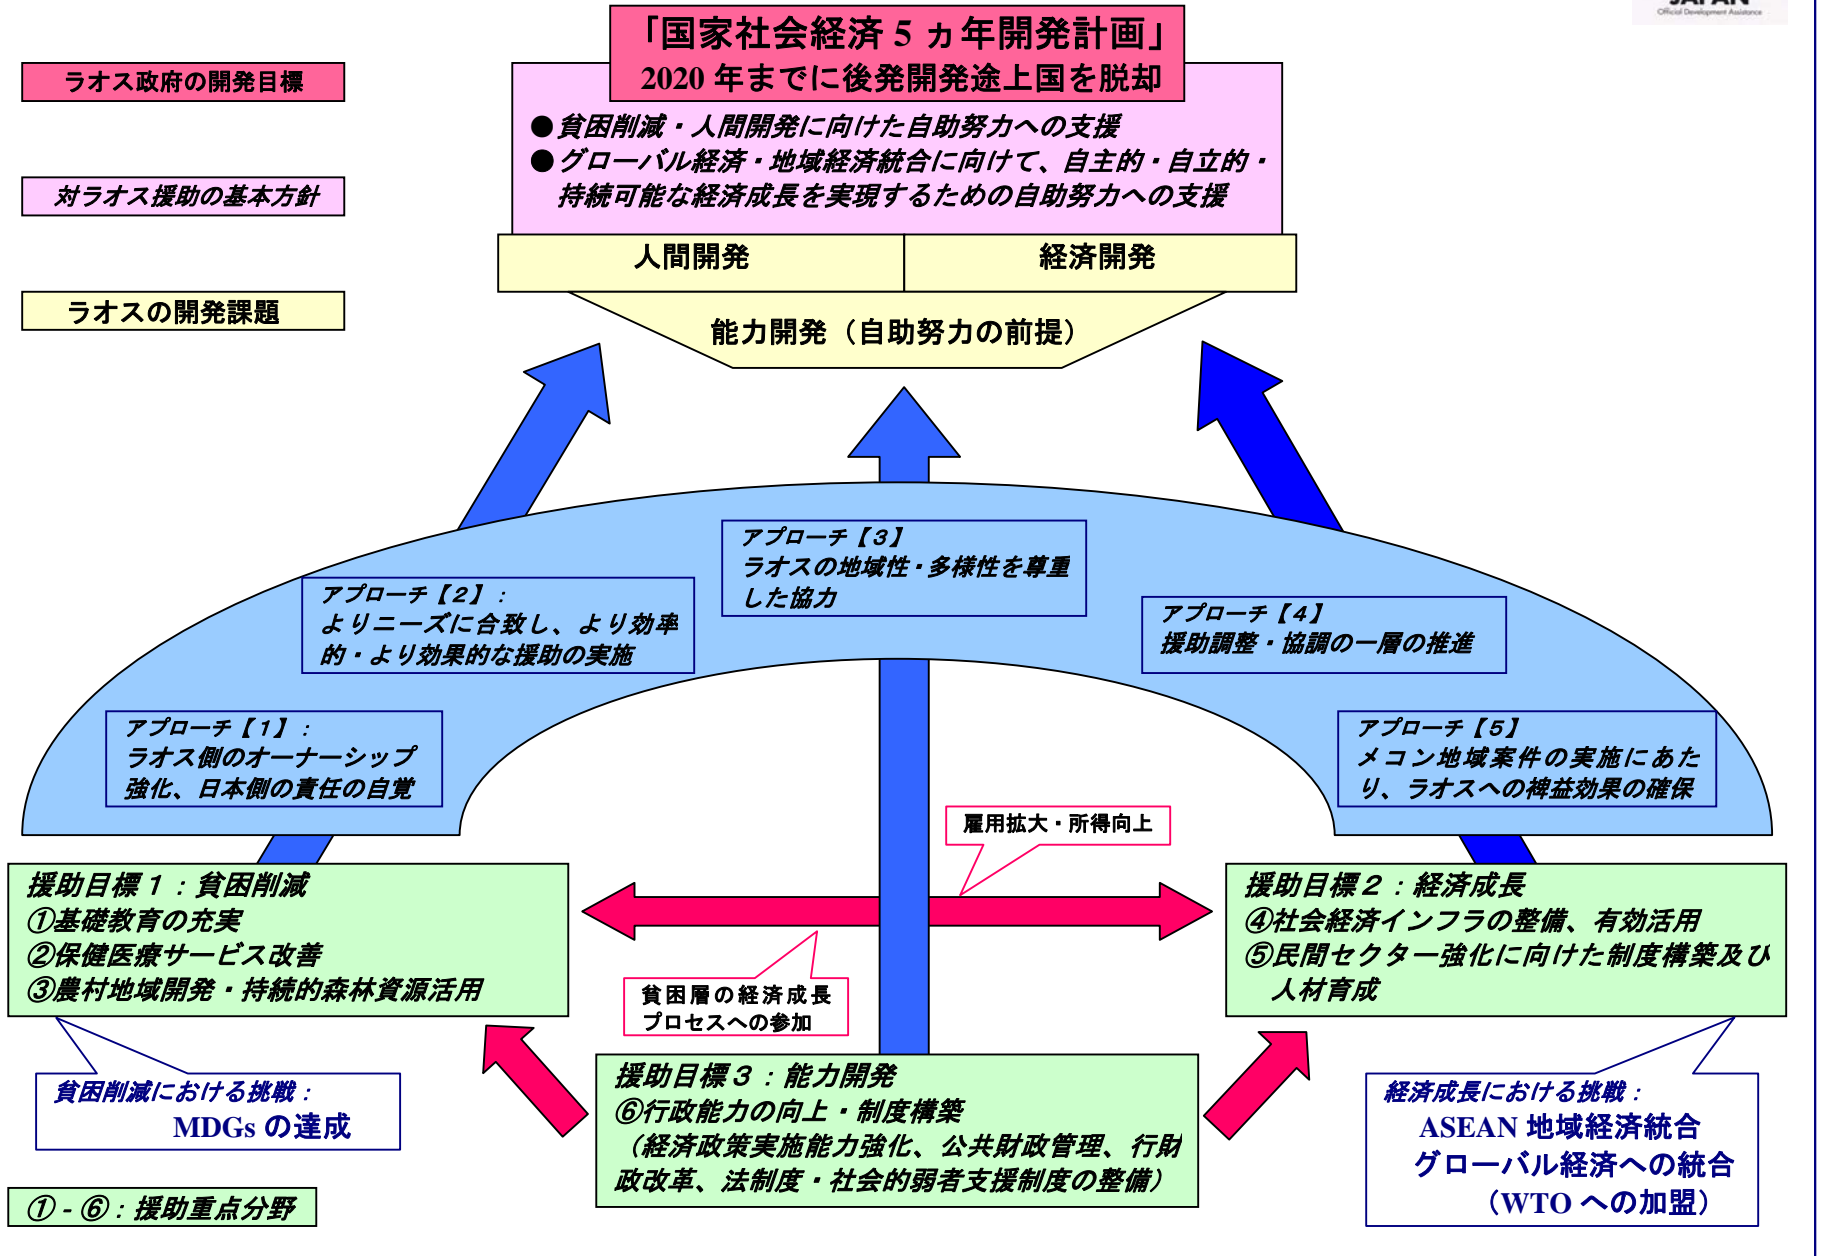 JAPAN
Official Development Assistance
「国家社会経済５ヵ年開発計画」
2020 年までに後発開発途上国を脱却
ラオス政府の開発目標
●貧困削減・人間開発に向けた自助努力への支援
●グローバル経済・地域経済統合に向けて、自主的・自立的・
持続可能な経済成長を実現するための自助努力への支援
対ラオス援助の基本方針
人間開発
経済開発
ラオスの開発課題
能力開発（自助努力の前提）
アプローチ【３】
ラオスの地域性・多様性を尊重
した協力
アプローチ【２】：
よりニーズに合致し、より効率
的・より効果的な援助の実施
アプローチ【４】
援助調整・協調の一層の推進
アプローチ【１】：
ラオス側のオーナーシップ
強化、日本側の責任の自覚
アプローチ【５】
メコン地域案件の実施にあた
り、ラオスへの裨益効果の確保
雇用拡大・所得向上
援助目標１：貧困削減
①基礎教育の充実
②保健医療サービス改善
③農村地域開発・持続的森林資源活用
援助目標２：経済成長
④社会経済インフラの整備、有効活用
⑤民間セクター強化に向けた制度構築及び
人材育成
貧困層の経済成長
プロセスへの参加
援助目標３：能力開発
⑥行政能力の向上・制度構築
（経済政策実施能力強化、公共財政管理、行財
政改革、法制度・社会的弱者支援制度の整備）
貧困削減における挑戦：
MDGs の達成
経済成長における挑戦：
ASEAN 地域経済統合
グローバル経済への統合
（WTO への加盟）
①-⑥：援助重点分野